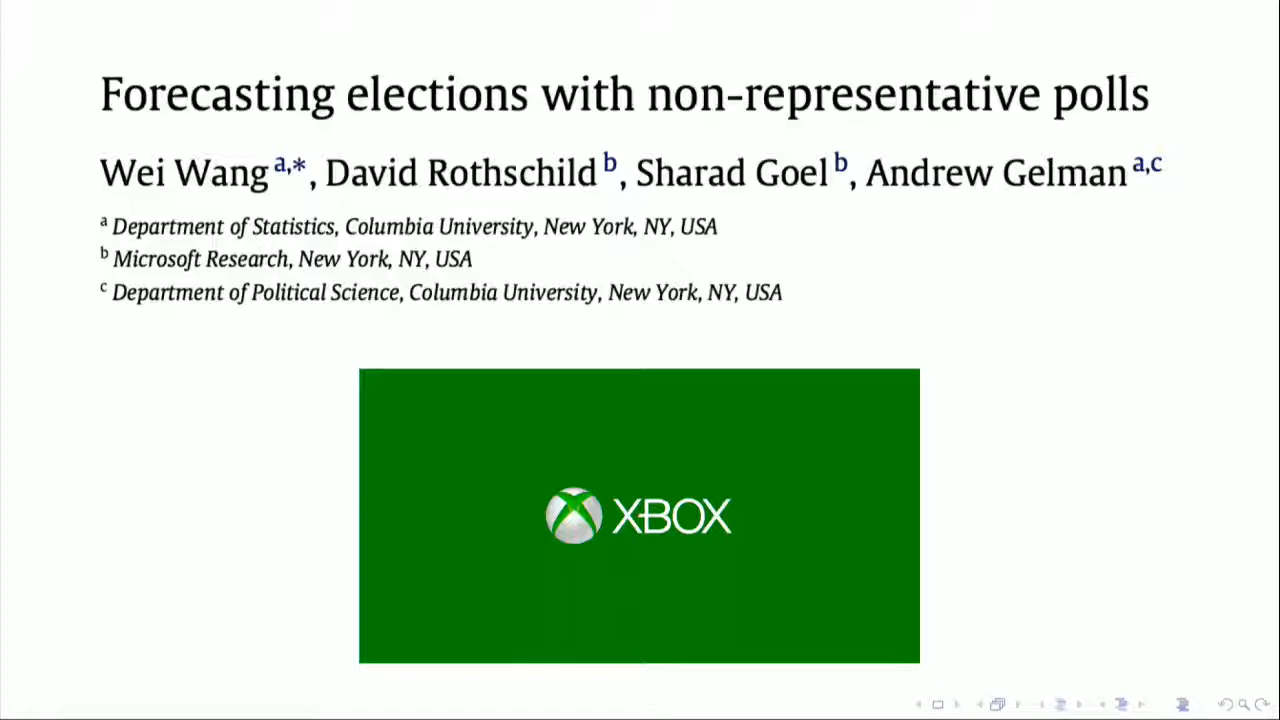 Forecasting elections with non-representative polls
Wei Wang a,*, David Rothschild b, Sharad Goel b, Andrew Gelman a,c
a Department of Statistics, Columbia University, New York, NY, USA
b Microsoft Research, New York, NY, USA
c Department of Political Science, Columbia University, New York, NY, USA
XBOX